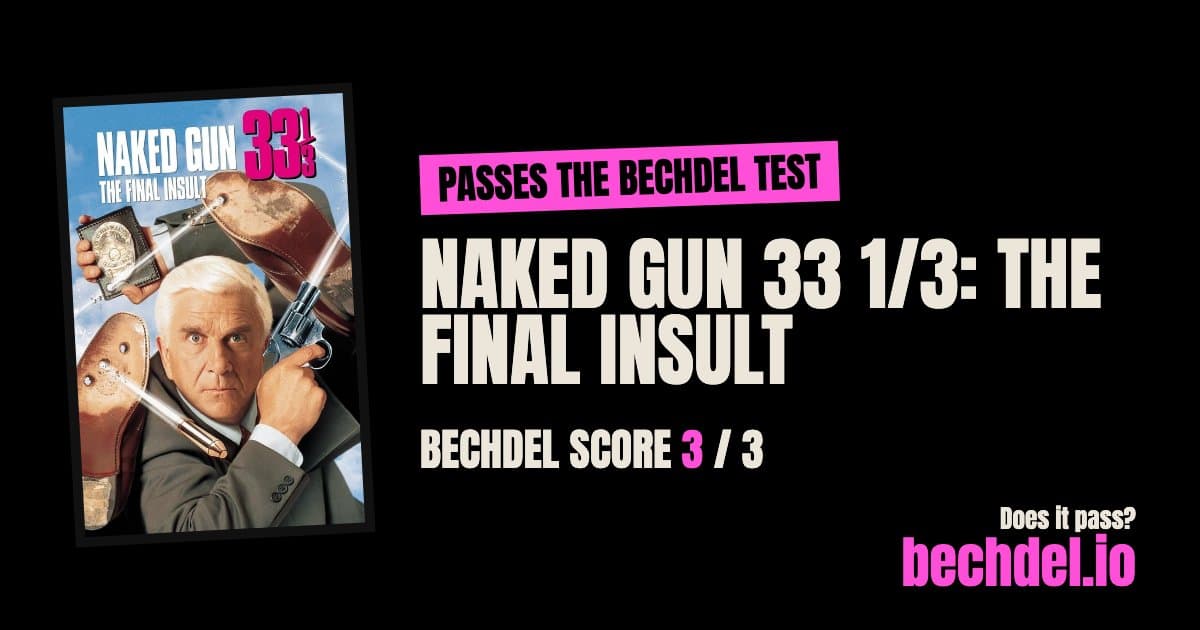 NAKED GUN 33 1/3
THE FINAL INSULT
PASSES THE BECHDEL TEST
NAKED GUN 33 1/3: THE
FINAL INSULT
BECHDEL SCORE 3 / 3
Does it pass?
bechdel.io